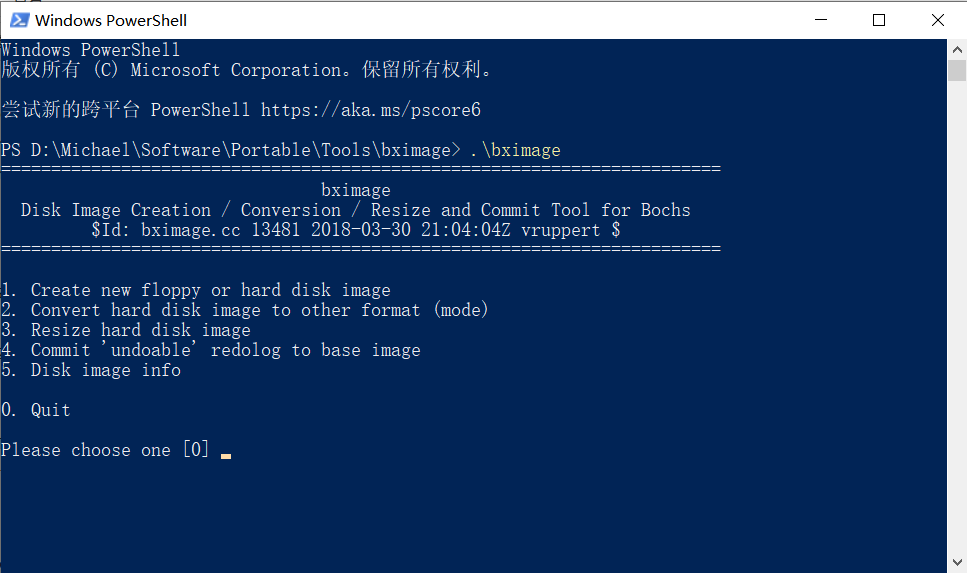 Windows PowerShell
Windows PowerShell
版权所有 (C) Microsoft Corporation。保留所有权利。
尝试新的跨平台 PowerShell https://aka.ms/pscore6
PS D:\Michael\Software\Portable\Tools\bximage> .\bximage
========================================================================
bximage
Disk Image Creation / Conversion / Resize and Commit Tool for Bochs
$Id: bximage.cc 13481 2018-03-30 21:04:04Z vruppert $
========================================================================
1. Create new floppy or hard disk image
2. Convert hard disk image to other format (mode)
3. Resize hard disk image
4. Commit 'undoable' redolog to base image
5. Disk image info
0. Quit
Please choose one [0]